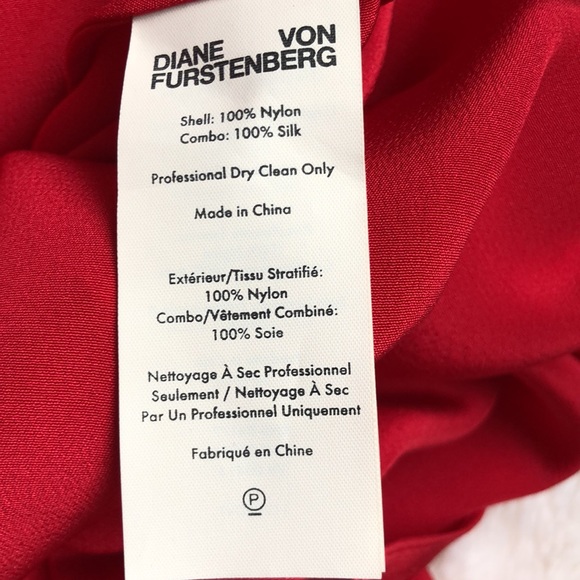 DIANE VON
FURSTENBERG
Shell: 100% Nylon
Combo: 100% Silk
Professional Dry Clean Only
Made in China
Extérieur/Tissu Stratifié:
100% Nylon
Combo/Vêtement Combiné:
100% Soie
Nettoyage À Sec Professionnel
Seulement / Nettoyage À Sec
Par Un Professionnel Uniquement
Fabriqué en Chine
P